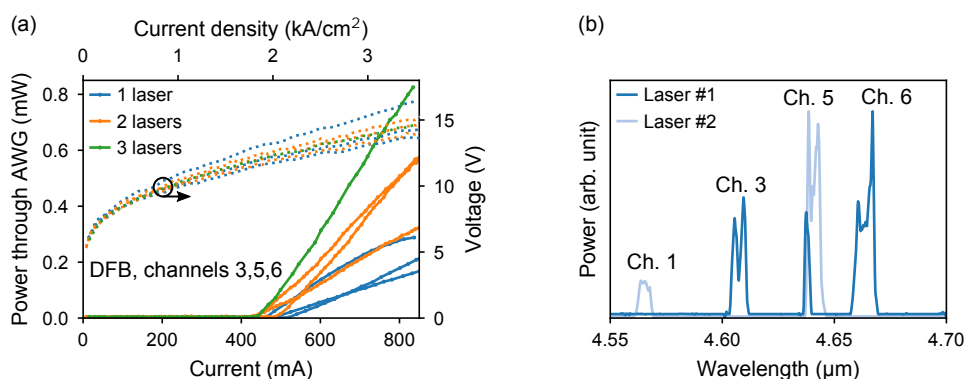 (a)
Current density (kA/cm²)
0 1 2 3
Power through AWG (mW)
0.8
0.6
0.4
0.2
0.0
1 laser
2 lasers
3 lasers
DFB, channels 3,5,6
15
10
5
0
Voltage (V)
0 200 400 600 800
Current (mA)
(b)
Power (arb. unit)
Laser #1
Laser #2
Ch. 1
Ch. 3
Ch. 5
Ch. 6
4.55 4.60 4.65 4.70
Wavelength (µm)